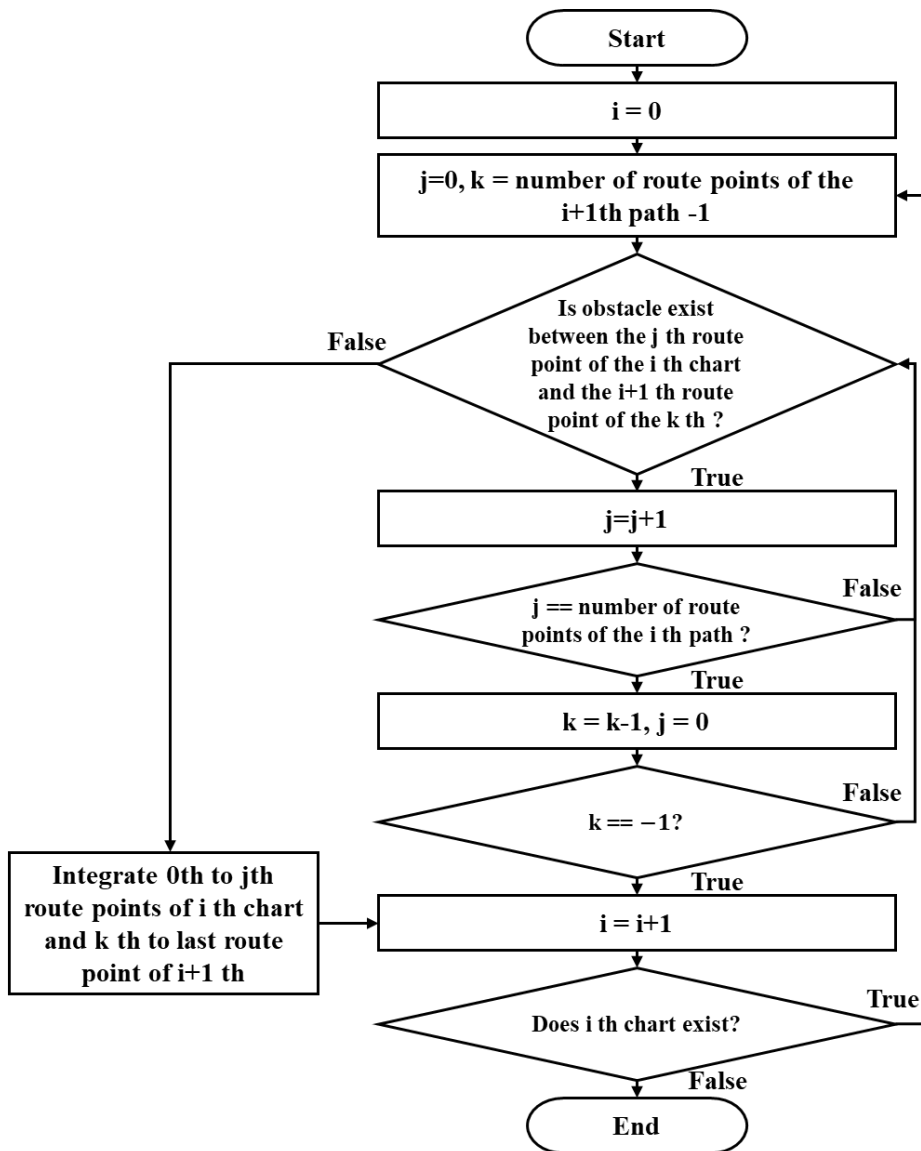 Start
i = 0
j=0, k = number of route points of the
i+1th path -1
Is obstacle exist
between the j th route
point of the i th chart
and the i+1 th route
point of the k th ?
False
True
j=j+1
False
j == number of route
points of the i th path ?
True
k = k-1, j = 0
False
k == −1?
True
Integrate 0th to jth
route points of i th chart
and k th to last route
point of i+1 th
i = i+1
True
Does i th chart exist?
False
End